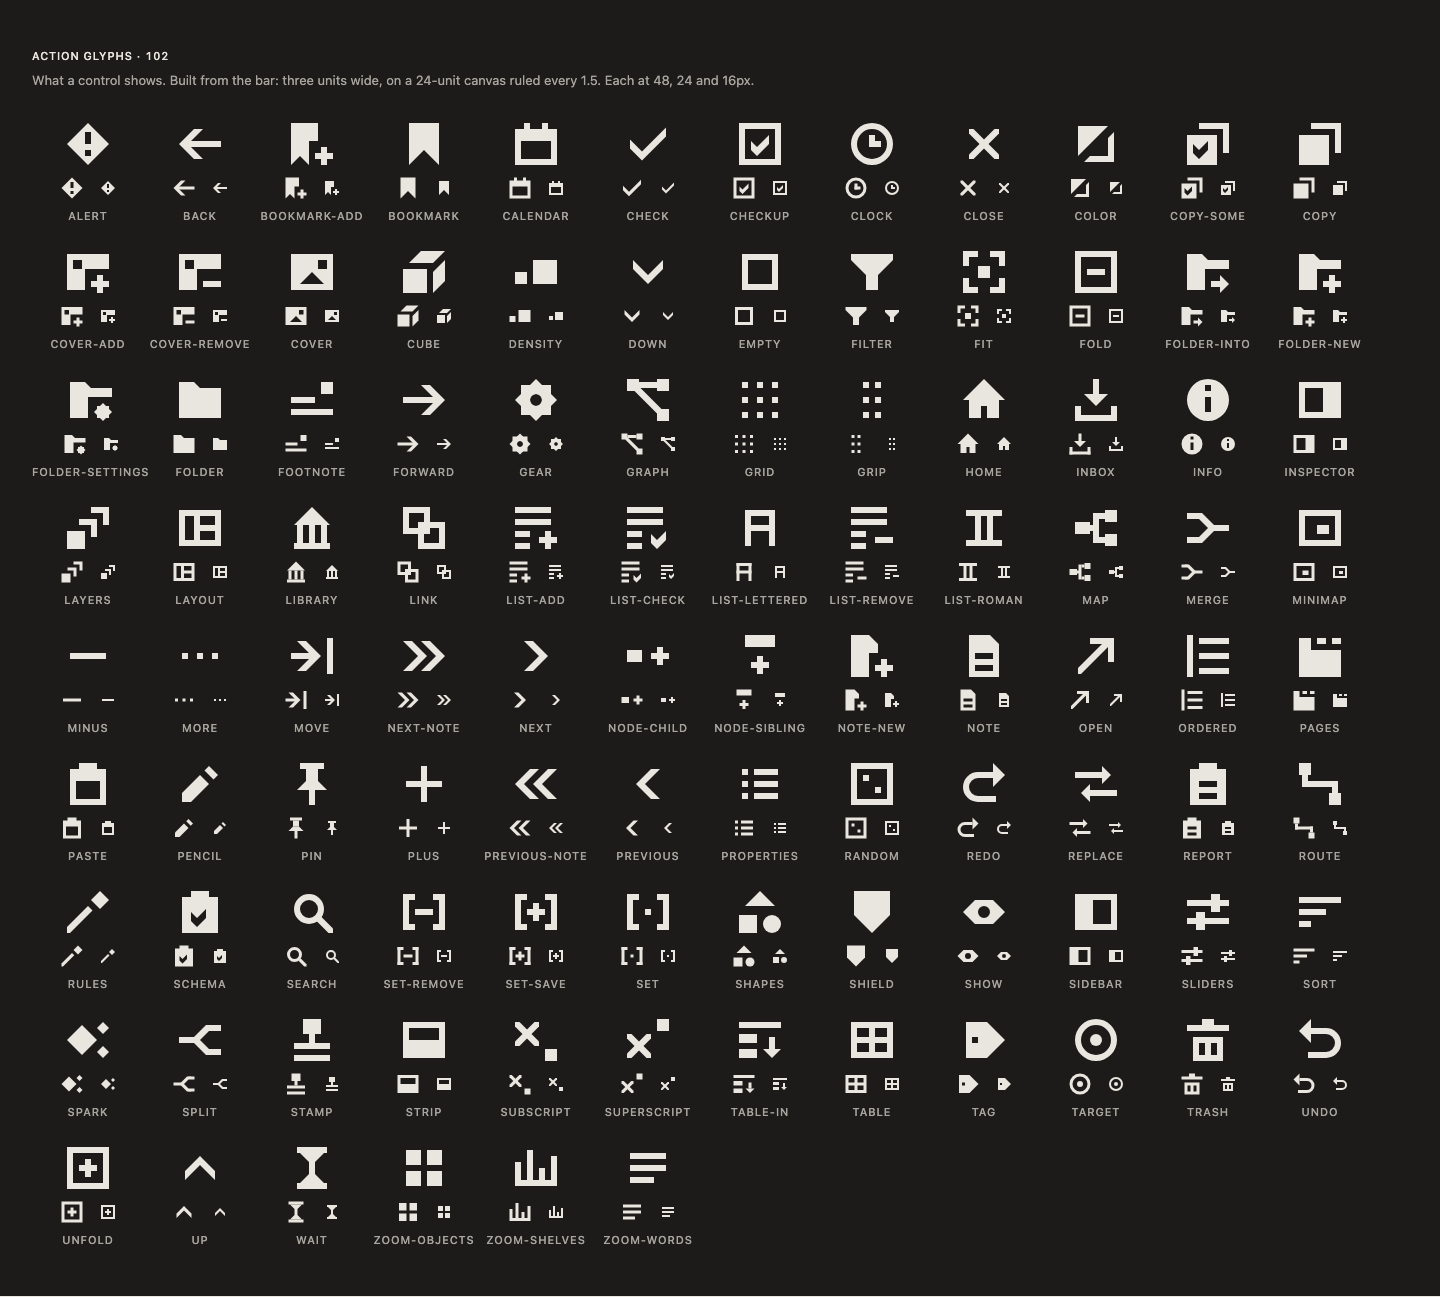 ACTION GLYPHS · 102
What a control shows. Built from the bar: three units wide, on a 24-unit canvas ruled every 1.5. Each at 48, 24 and 16px.
ALERT BACK BOOKMARK-ADD BOOKMARK CALENDAR CHECK CHECKUP CLOCK CLOSE COLOR COPY-SOME COPY
COVER-ADD COVER-REMOVE COVER CUBE DENSITY DOWN EMPTY FILTER FIT FOLD FOLDER-INTO FOLDER-NEW
FOLDER-SETTINGS FOLDER FOOTNOTE FORWARD GEAR GRAPH GRID GRIP HOME INBOX INFO INSPECTOR
LAYERS LAYOUT LIBRARY LINK LIST-ADD LIST-CHECK LIST-LETTERED LIST-REMOVE LIST-ROMAN MAP MERGE MINIMAP
MINUS MORE MOVE NEXT-NOTE NEXT NODE-CHILD NODE-SIBLING NOTE-NEW NOTE OPEN ORDERED PAGES
PASTE PENCIL PIN PLUS PREVIOUS-NOTE PREVIOUS PROPERTIES RANDOM REDO REPLACE REPORT ROUTE
RULES SCHEMA SEARCH SET-REMOVE SET-SAVE SET SHAPES SHIELD SHOW SIDEBAR SLIDERS SORT
SPARK SPLIT STAMP STRIP SUBSCRIPT SUPERSCRIPT TABLE-IN TABLE TAG TARGET TRASH UNDO
UNFOLD UP WAIT ZOOM-OBJECTS ZOOM-SHELVES ZOOM-WORDS